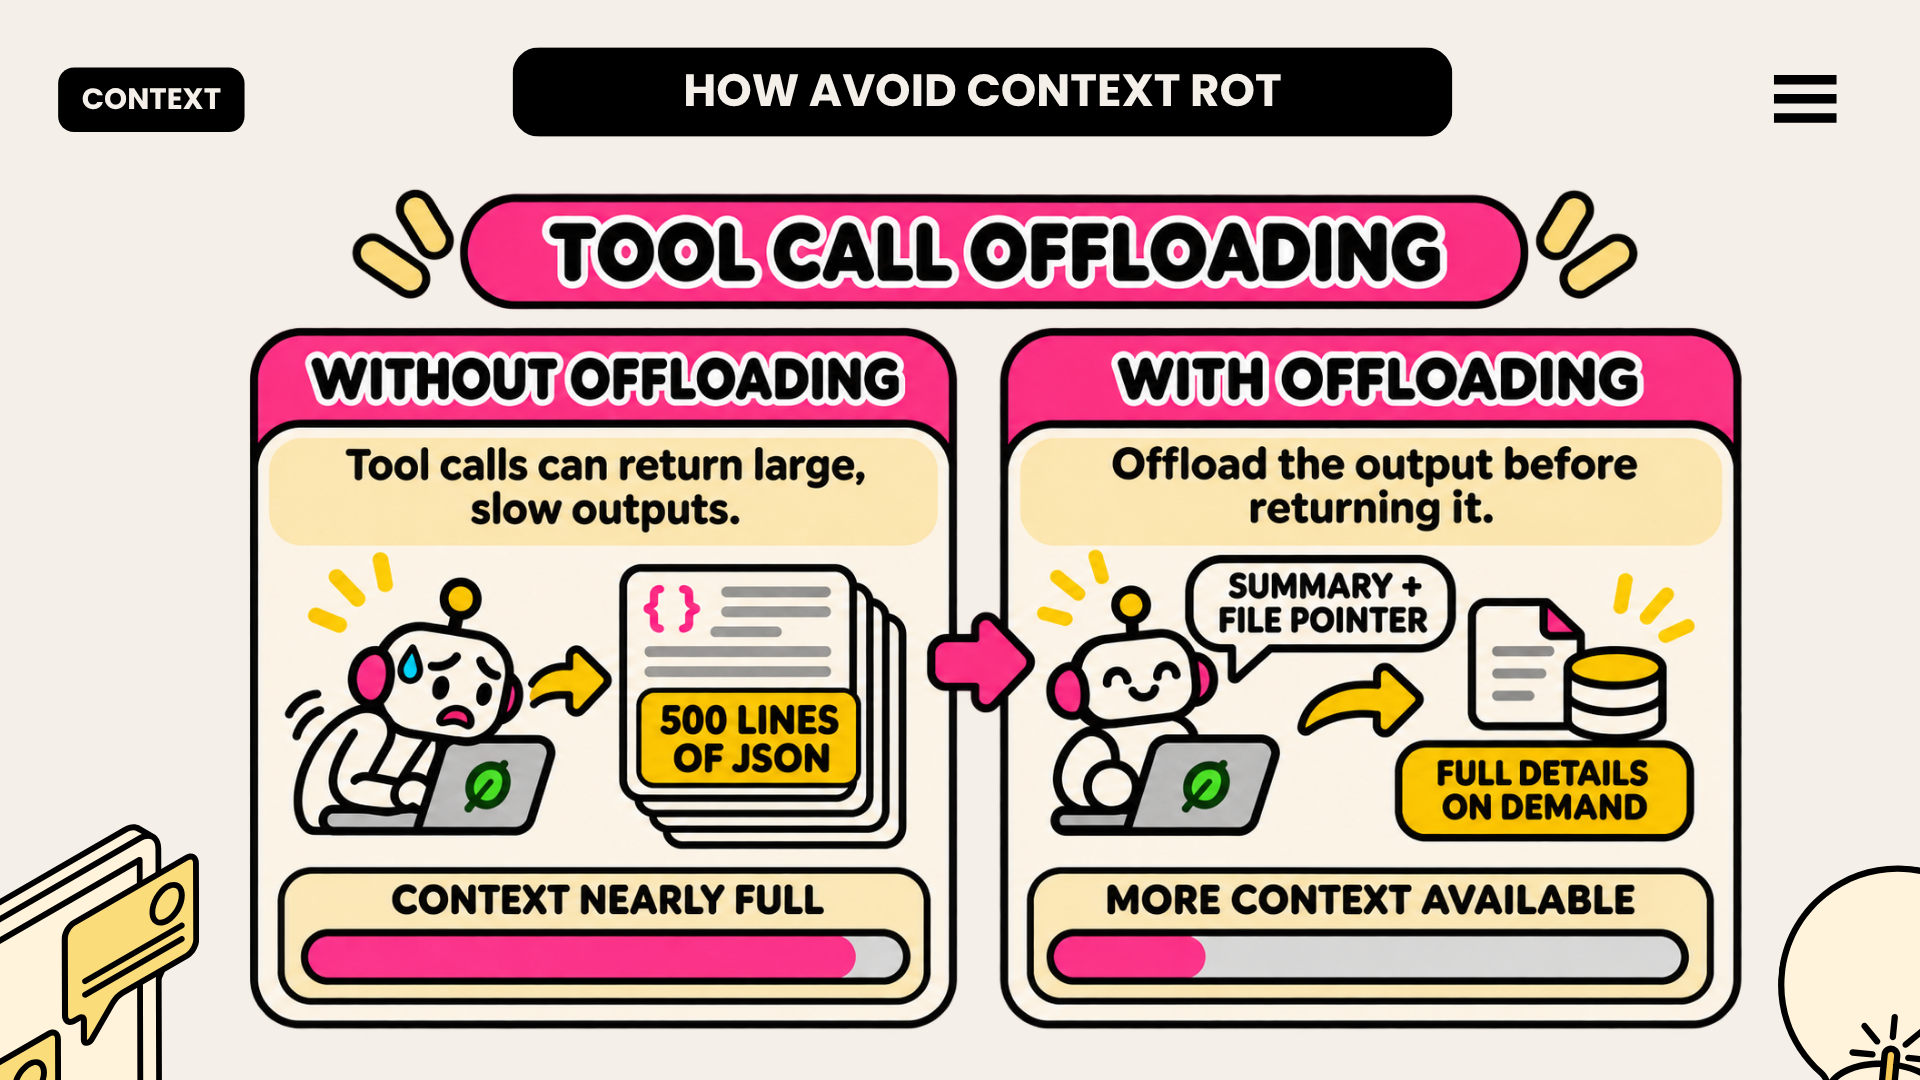 CONTEXT
HOW AVOID CONTEXT ROT
TOOL CALL OFFLOADING
WITHOUT OFFLOADING
Tool calls can return large,
slow outputs.
{ }
500 LINES
OF JSON
CONTEXT NEARLY FULL
WITH OFFLOADING
Offload the output before
returning it.
SUMMARY +
FILE POINTER
FULL DETAILS
ON DEMAND
MORE CONTEXT AVAILABLE